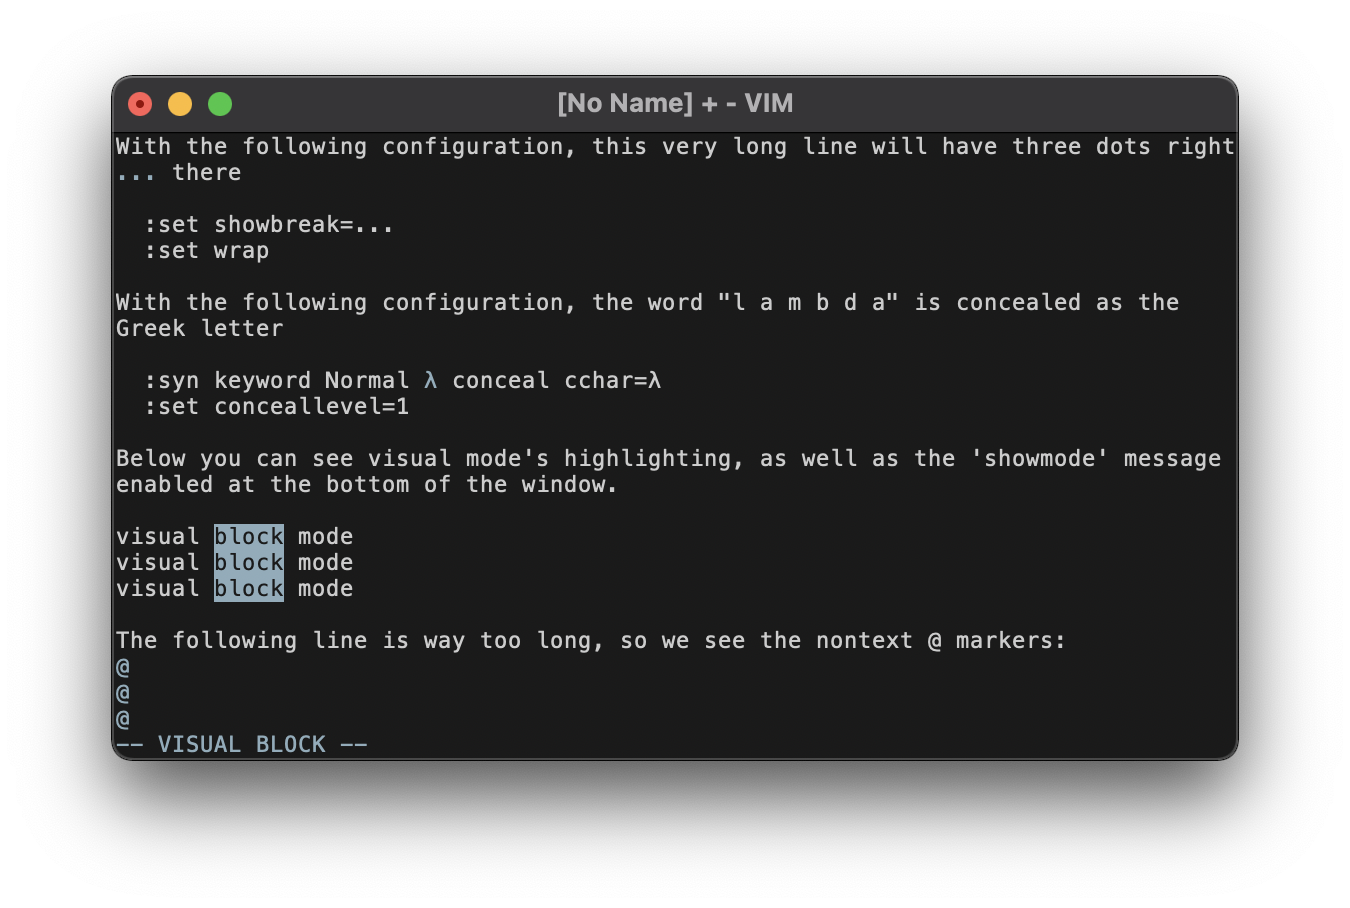 [No Name] + - VIM
With the following configuration, this very long line will have three dots right
... there
:set showbreak=...
:set wrap
With the following configuration, the word "l a m b d a" is concealed as the
Greek letter
:syn keyword Normal λ conceal cchar=λ
:set conceallevel=1
Below you can see visual mode's highlighting, as well as the 'showmode' message
enabled at the bottom of the window.
visual block mode
visual block mode
visual block mode
The following line is way too long, so we see the nontext @ markers:
@
@
@
-- VISUAL BLOCK --